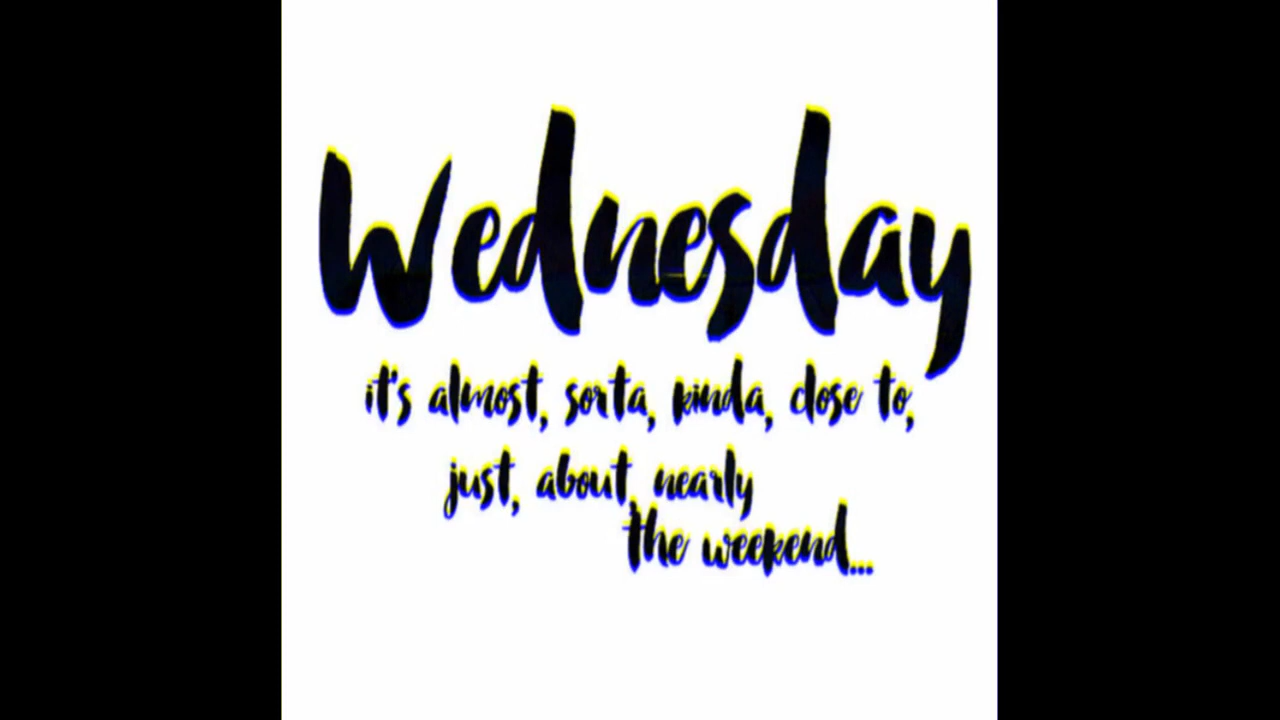 Wednesday
it's almost, sorta, kinda, close to,
just, about, nearly
the weekend...